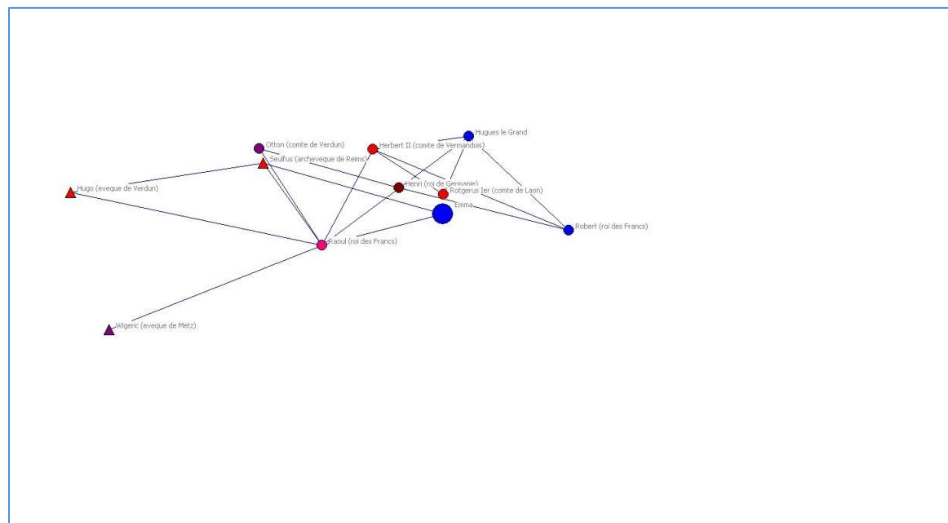 Hugues le Grand
Otton (comte de Verdun)
Herbert II (comte de Vermandois)
Seulfus (archeveque de Reims)
Henri (roi de Germanie)
Hugo (eveque de Verdun)
Rotgerus Ier (comte de Laon)
Emma
Robert (roi des Francs)
Raoul (roi des Francs)
Wigeric (eveque de Metz)